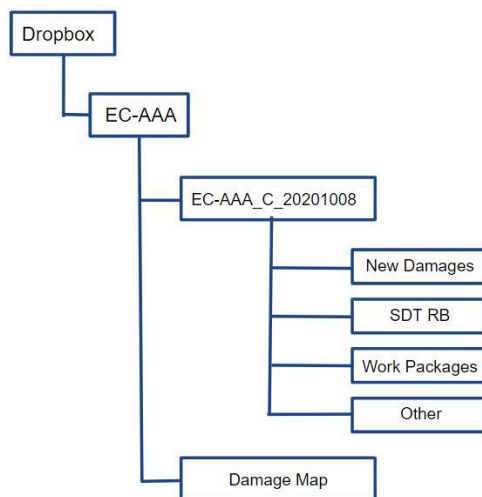 Dropbox
EC-AAA
EC-AAA_C_20201008
New Damages
SDT RB
Work Packages
Other
Damage Map